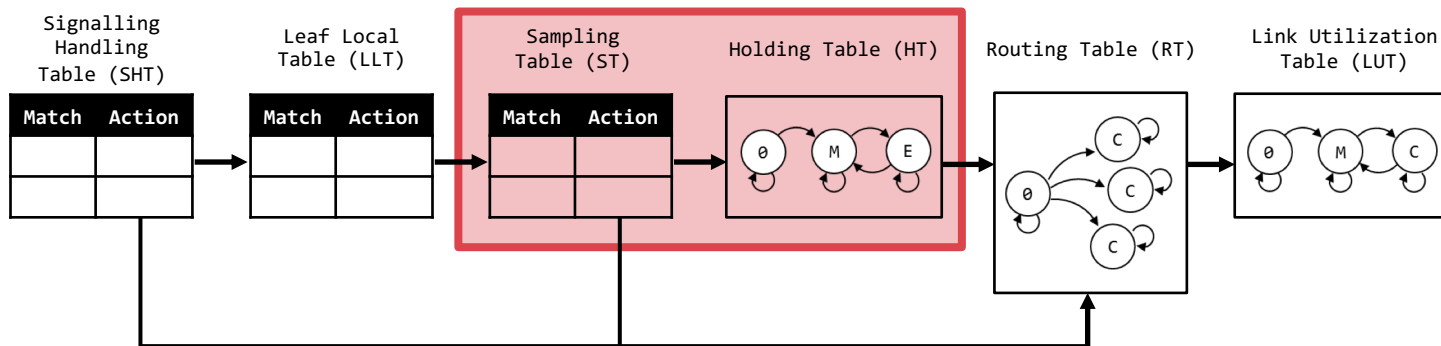 Signalling
Handling
Table (SHT)
Leaf Local
Table (LLT)
Sampling
Table (ST)
Holding Table (HT)
Routing Table (RT)
Link Utilization
Table (LUT)
Match Action
Match Action
Match Action
0 M E
0 C C C
0 M C